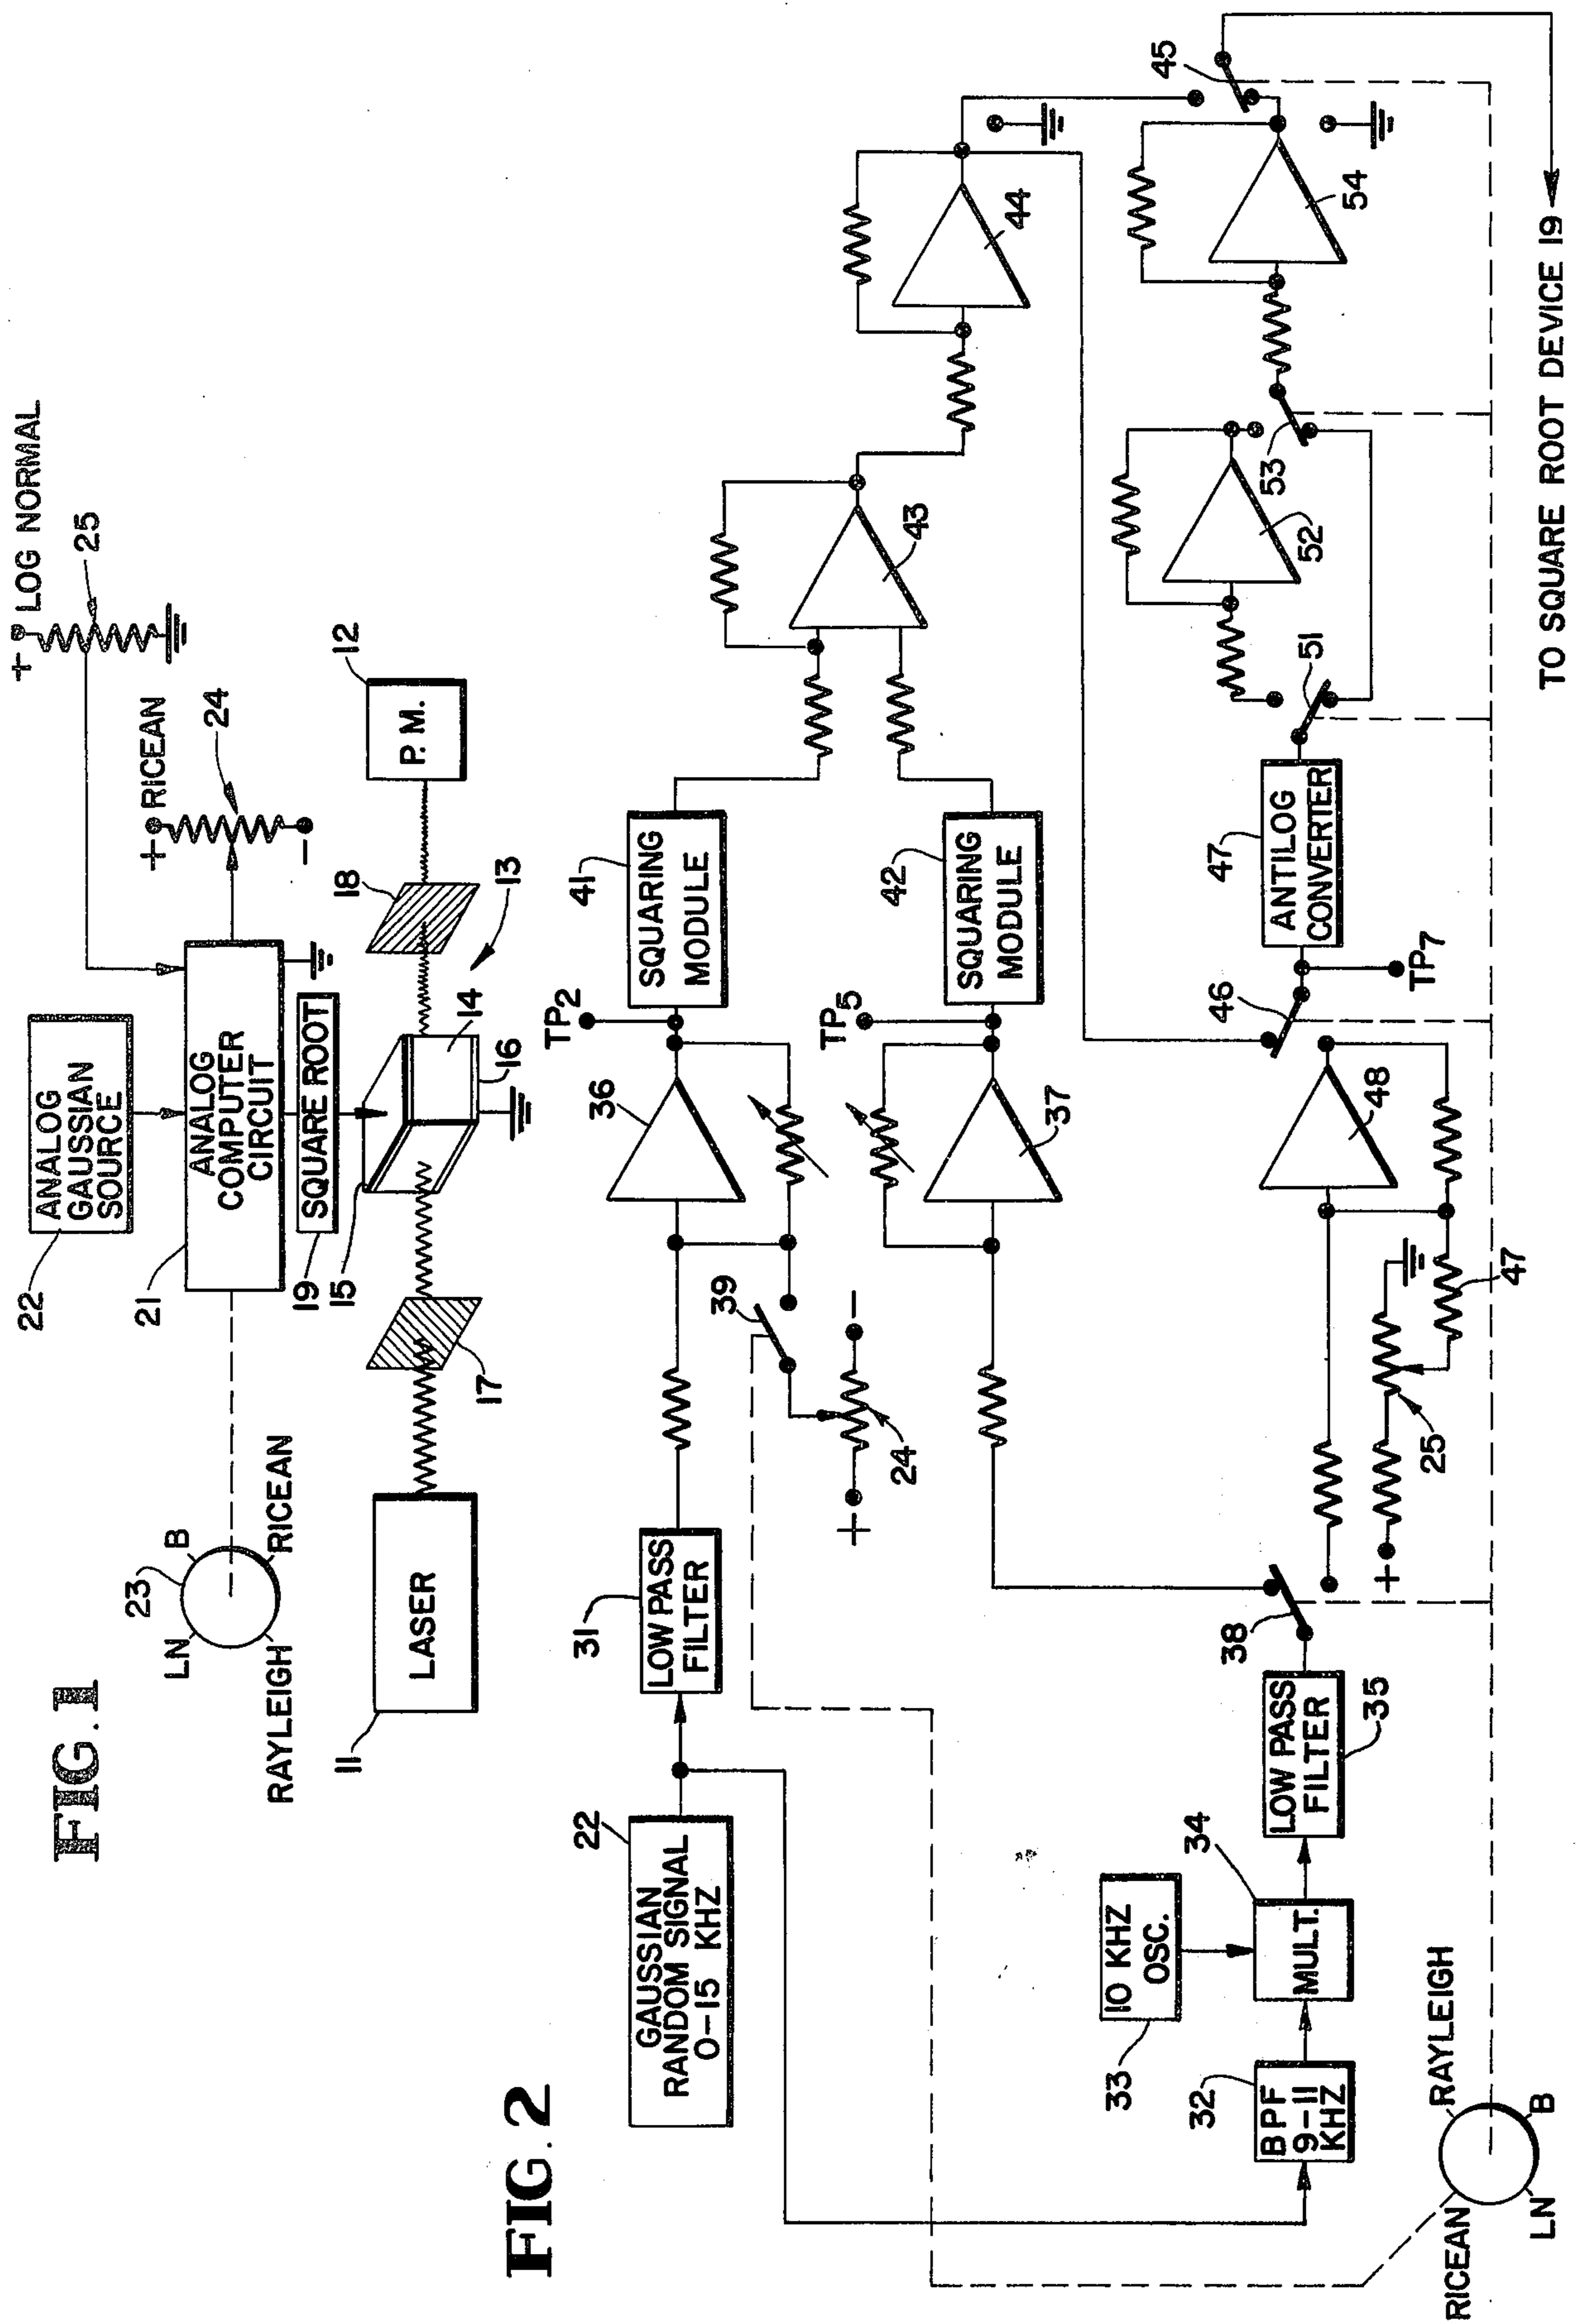 FIG. 1
22
ANALOG
GAUSSIAN
SOURCE
+
LOG NORMAL
25
21
ANALOG
COMPUTER
CIRCUIT
+
RICEAN
24
−
23
LN
B
RAYLEIGH
RICEAN
19
SQUARE ROOT
15
14
16
13
11
LASER
17
18
12
P. M.
FIG. 2
22
GAUSSIAN
RANDOM SIGNAL
0-15 KHZ
31
LOW PASS
FILTER
36
TP2
41
SQUARING
MODULE
43
44
45
39
+
24
−
37
TP5
42
SQUARING
MODULE
33
10 KHZ
OSC.
32
BPF
9-11
KHZ
34
MULT.
35
LOW PASS
FILTER
38
+
25
47
48
46
TP7
47
ANTILOG
CONVERTER
51
52
53
54
RICEAN
RAYLEIGH
LN
B
TO SQUARE ROOT DEVICE 19